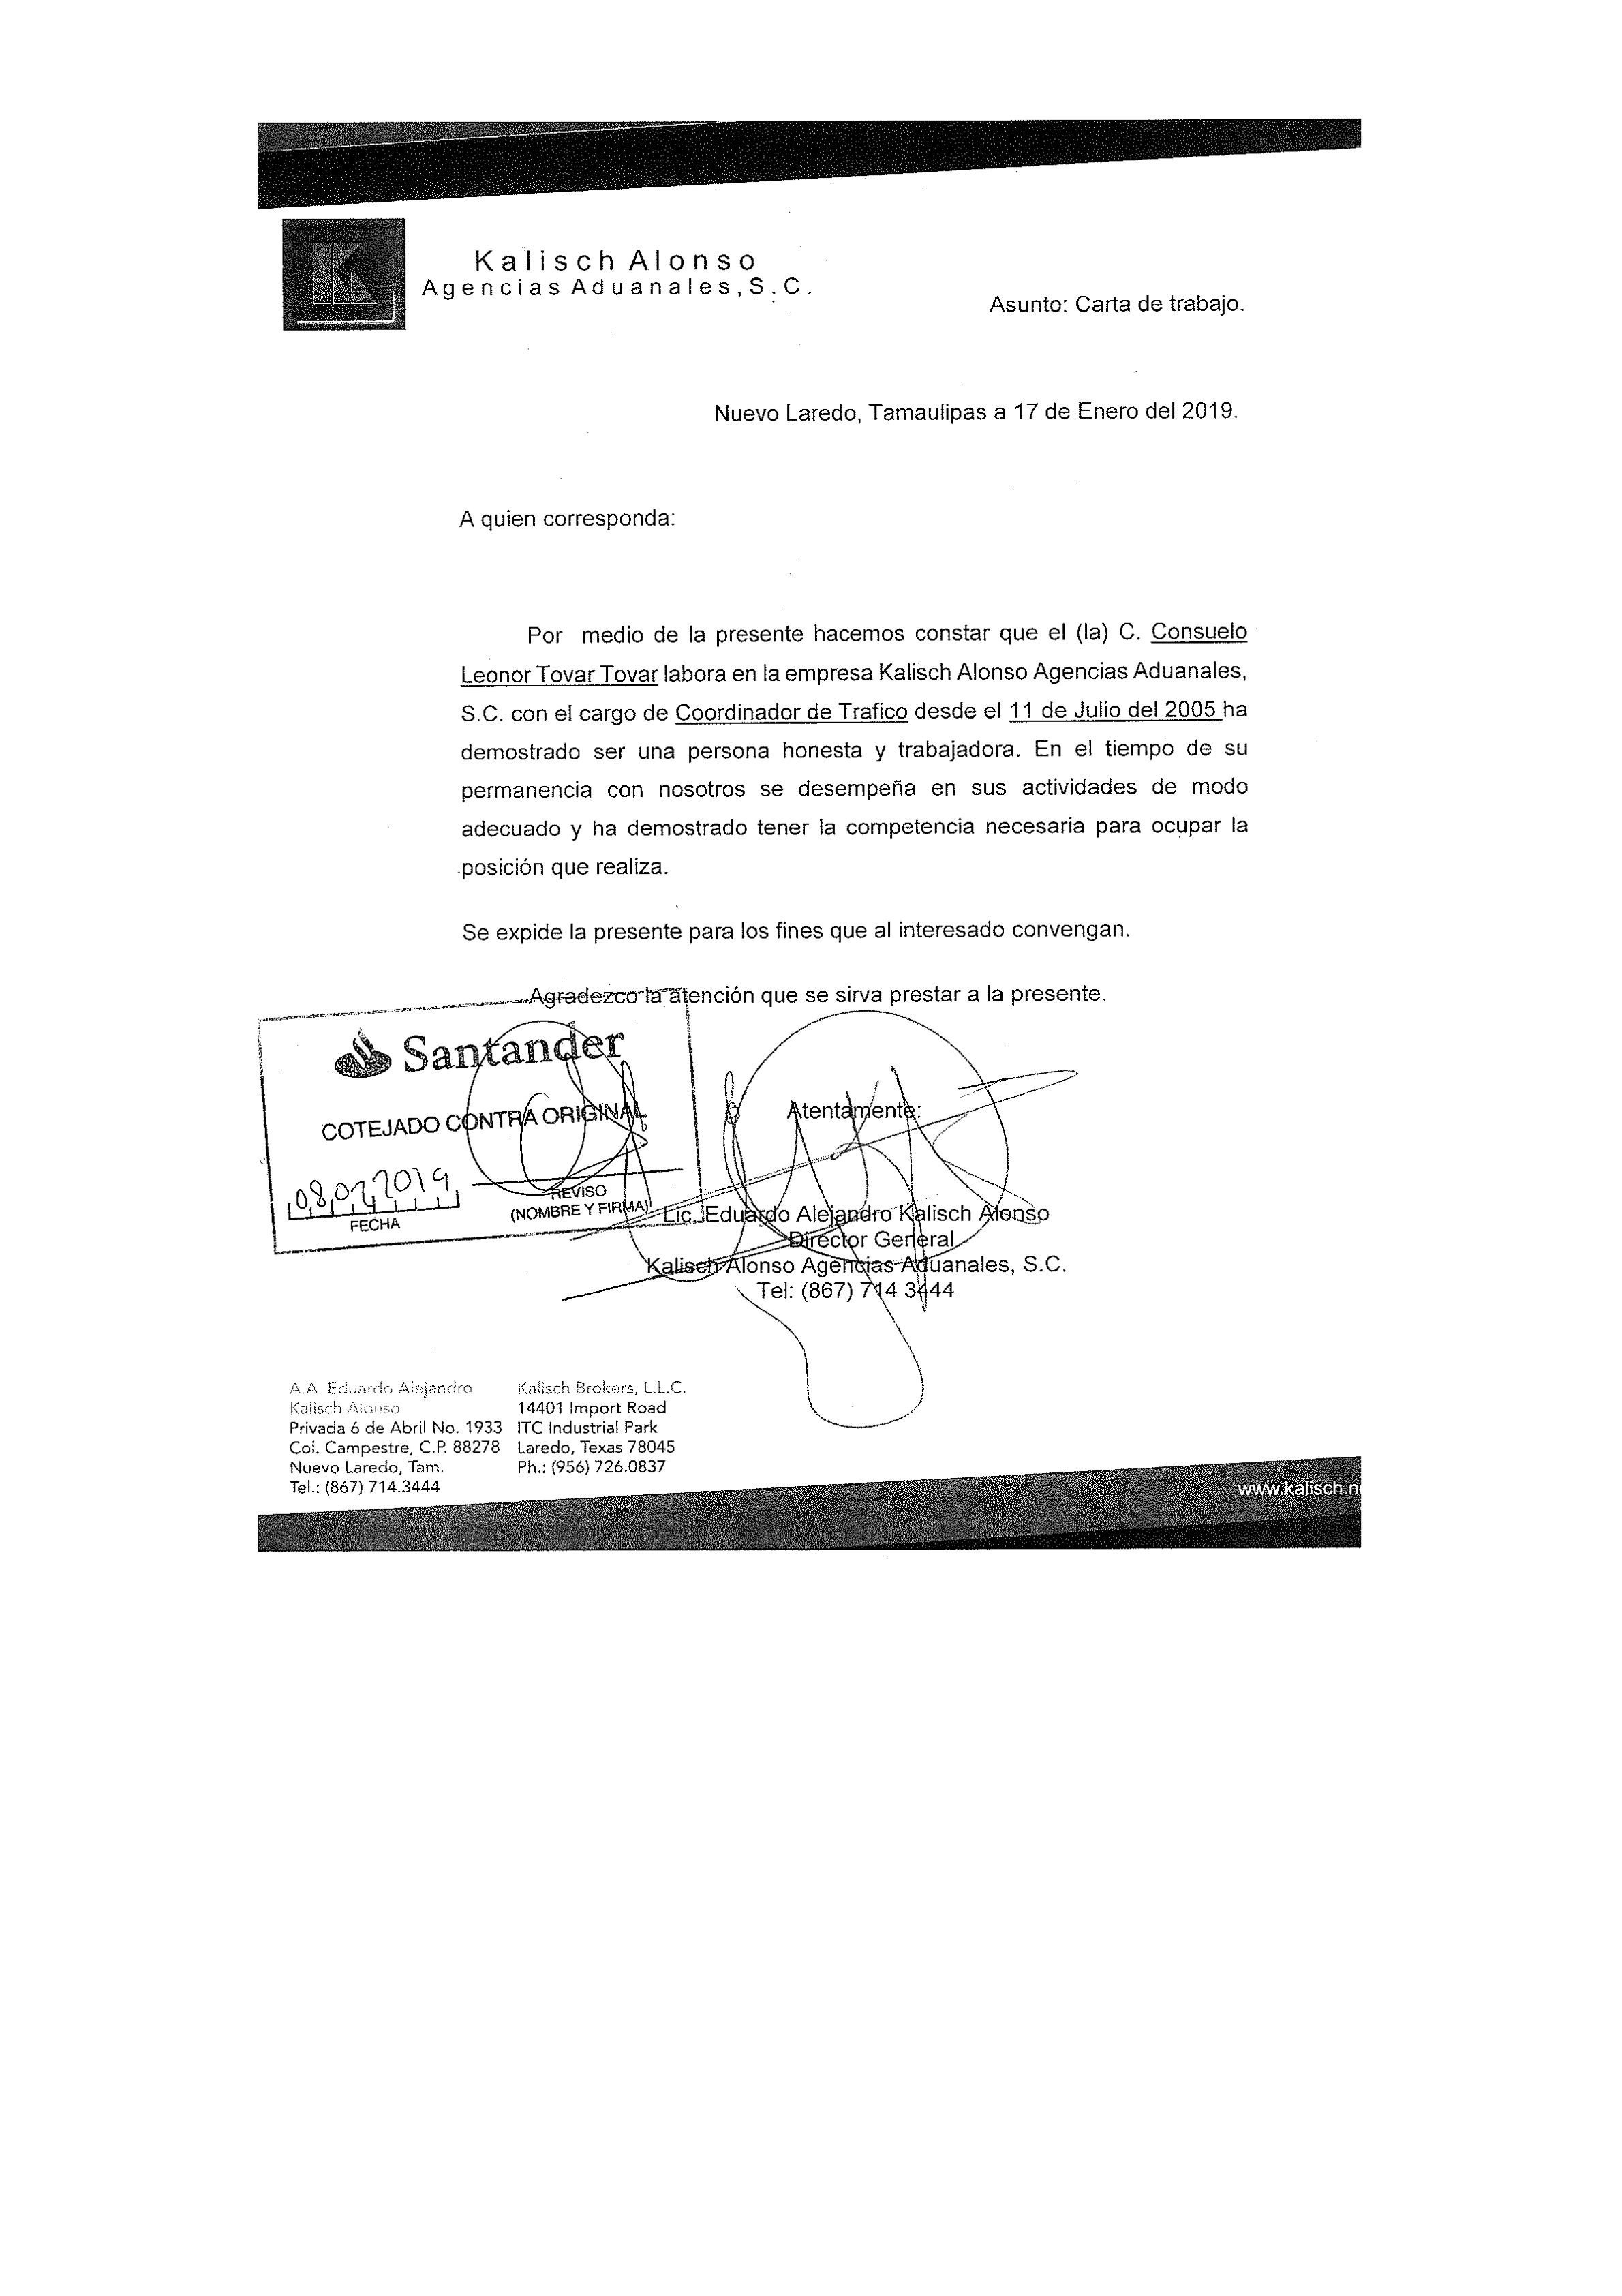 Kalisch Alonso
Agencias Aduanales, S.C.
Asunto: Carta de trabajo.
Nuevo Laredo, Tamaulipas a 17 de Enero del 2019.
A quien corresponda:
Por medio de la presente hacemos constar que el (la) C. Consuelo
Leonor Tovar Tovar labora en la empresa Kalisch Alonso Agencias Aduanales,
S.C. con el cargo de Coordinador de Trafico desde el 11 de Julio del 2005 ha
demostrado ser una persona honesta y trabajadora. En el tiempo de su
permanencia con nosotros se desempeña en sus actividades de modo
adecuado y ha demostrado tener la competencia necesaria para ocupar la
posición que realiza.
Se expide la presente para los fines que al interesado convengan.
Agradezco la atención que se sirva prestar a la presente.
Santander
COTEJADO CONTRA ORIGINAL
FECHA
REVISO
(NOMBRE Y FIRMA)
Atentamente:
Lic. Eduardo Alejandro Kalisch Alonso
Director General
Kalisch Alonso Agencias Aduanales, S.C.
Tel: (867) 714 3444
A.A. Eduardo Alejandro
Kalisch Alonso
Privada 6 de Abril No. 1933
Col. Campestre, C.P. 88278
Nuevo Laredo, Tam.
Tel.: (867) 714.3444
Kalisch Brokers, L.L.C.
14401 Import Road
ITC Industrial Park
Laredo, Texas 78045
Ph.: (956) 726.0837
www.kalisch.n